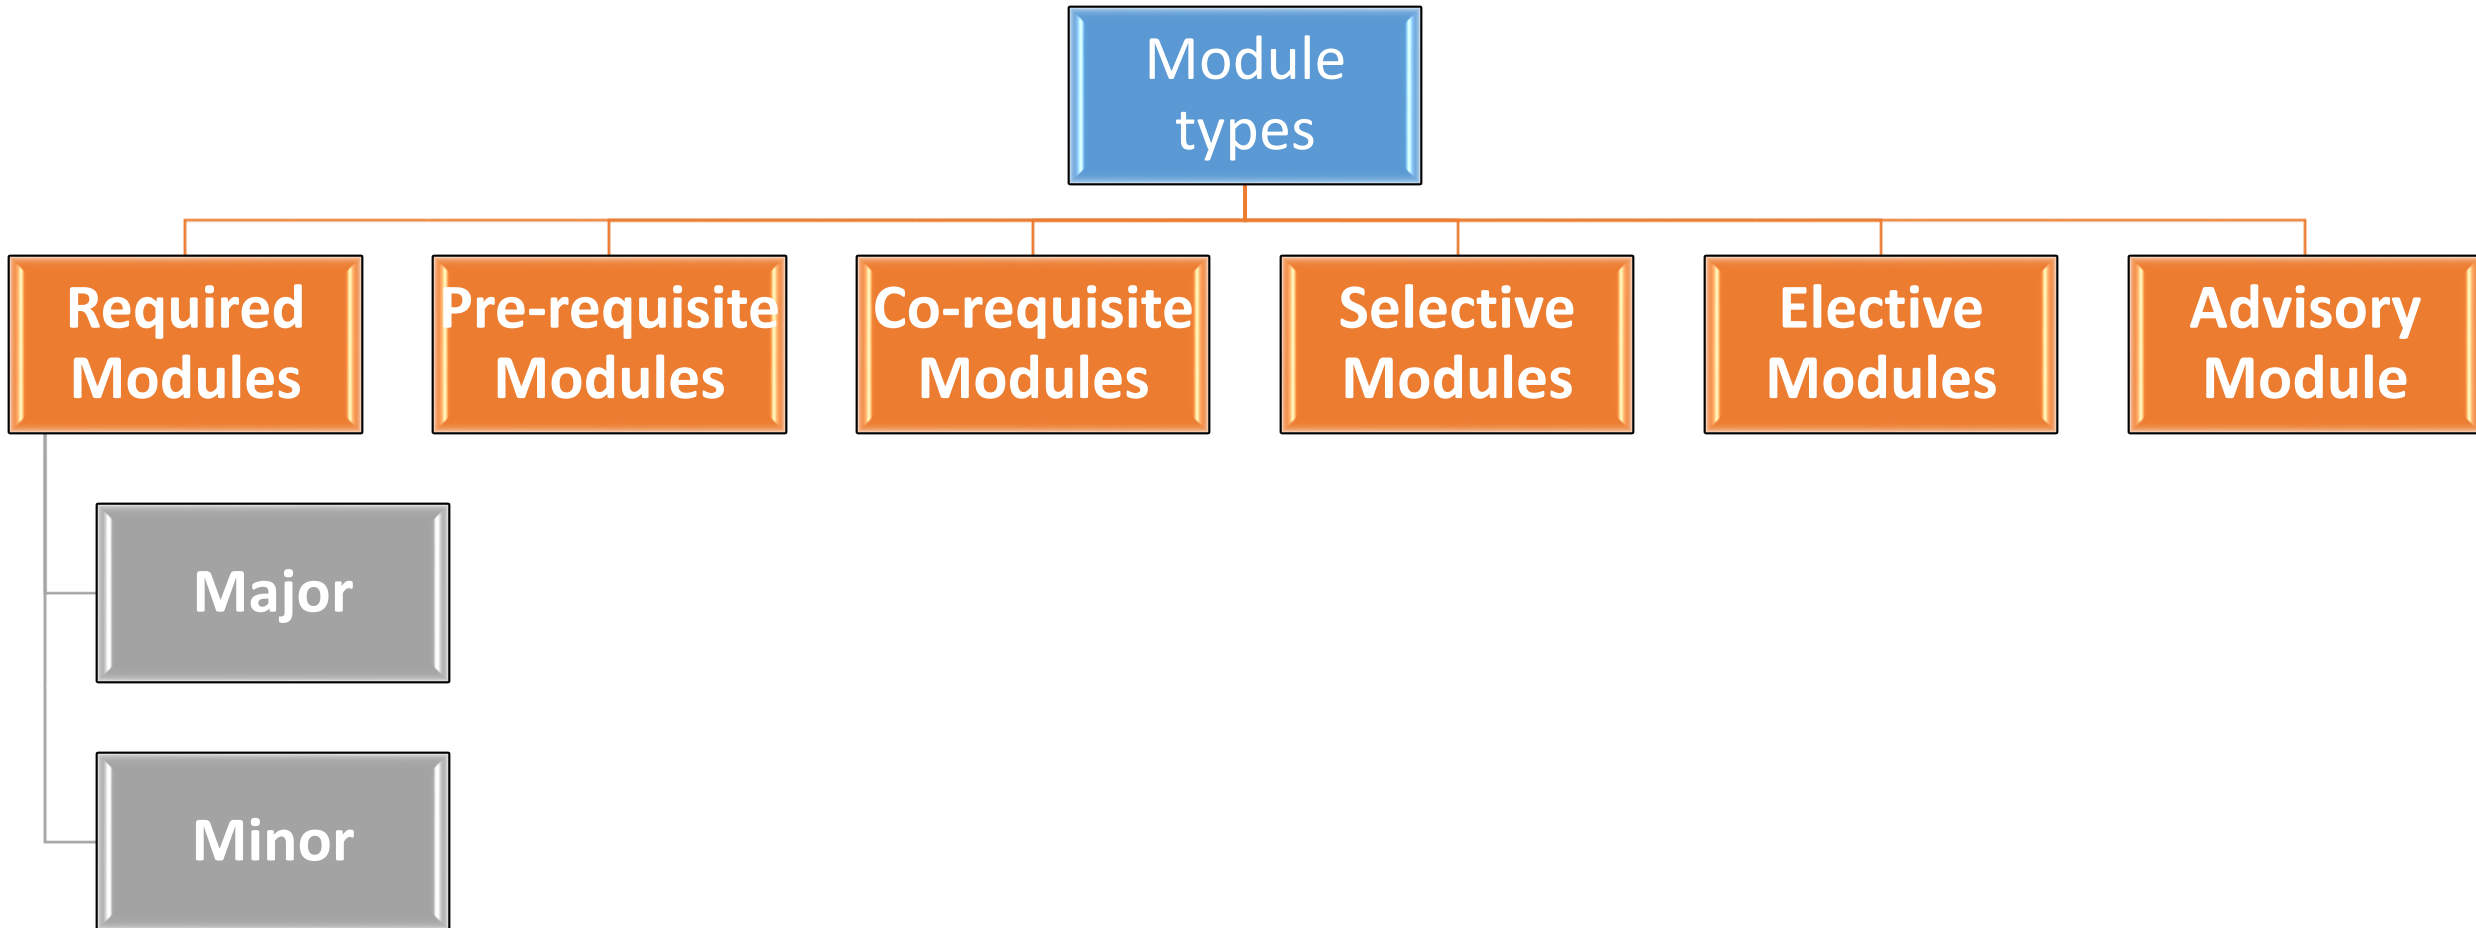 Module
types
Required
Modules
Pre-requisite
Modules
Co-requisite
Modules
Selective
Modules
Elective
Modules
Advisory
Module
Major
Minor